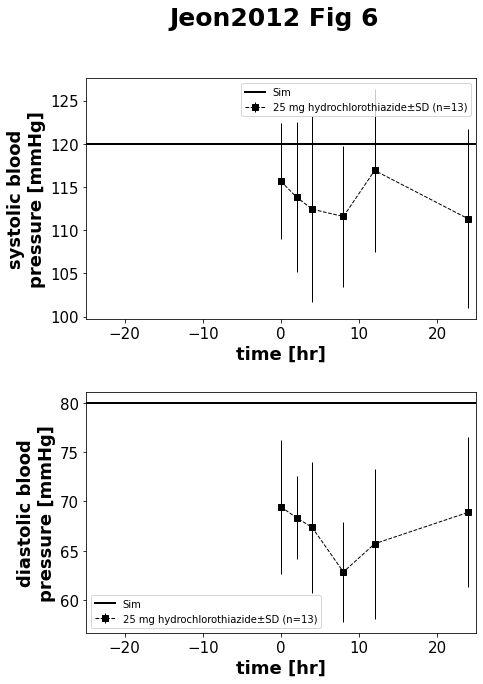 Jeon2012 Fig 6
systolic blood
pressure [mmHg]
125
120
115
110
105
100
Sim
25 mg hydrochlorothiazide±SD (n=13)
−20
−10
0
10
20
time [hr]
diastolic blood
pressure [mmHg]
80
75
70
65
60
Sim
25 mg hydrochlorothiazide±SD (n=13)
−20
−10
0
10
20
time [hr]